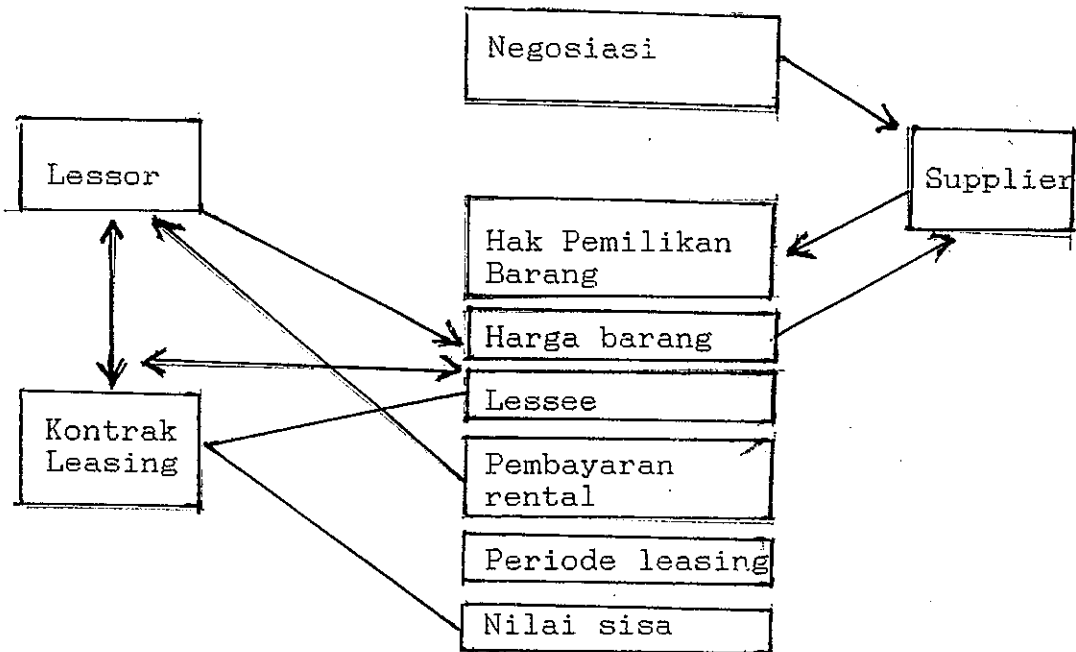 Negosiasi
Lessor
Supplier
Hak Pemilikan
Barang
Harga barang
Lessee
Kontrak
Leasing
Pembayaran
rental
Periode leasing
Nilai sisa